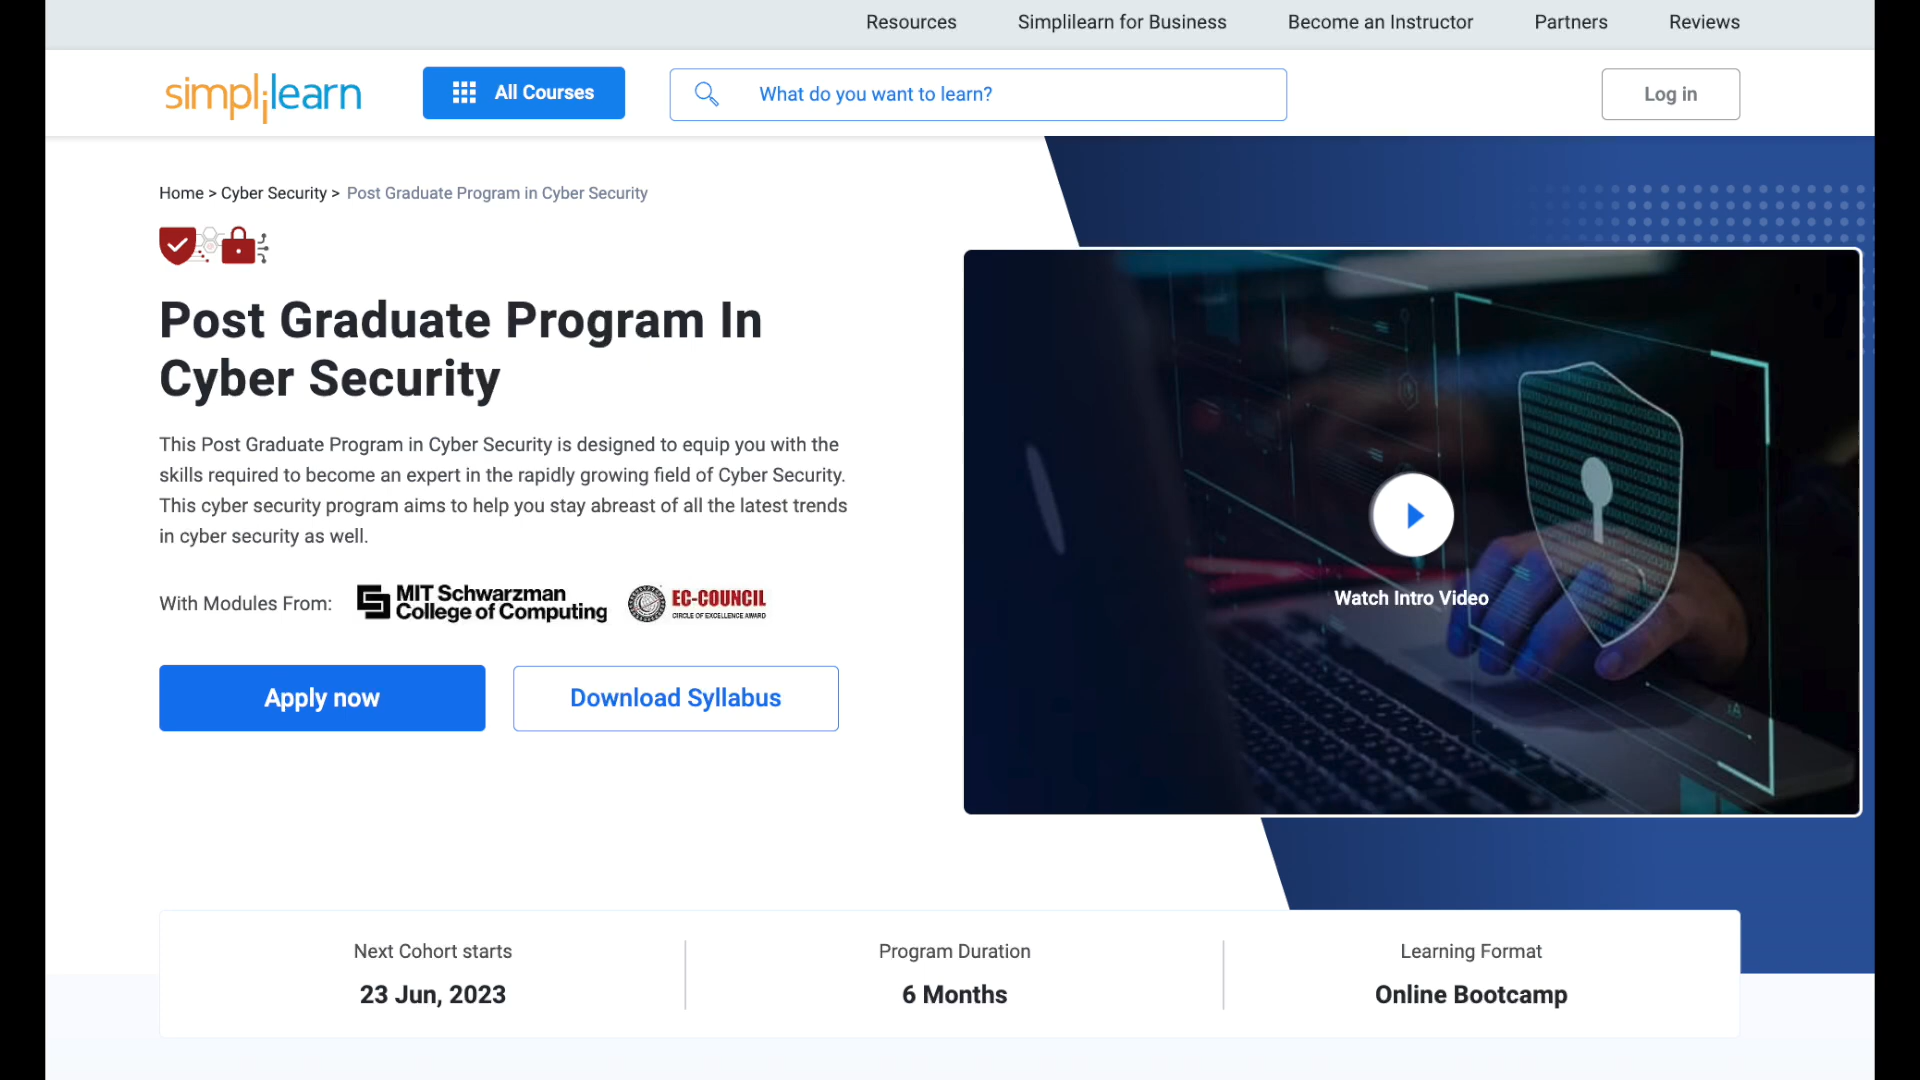 Resources Simplilearn for Business Become an Instructor Partners Reviews
simplilearn All Courses What do you want to learn? Log in
Home > Cyber Security > Post Graduate Program in Cyber Security
Post Graduate Program In
Cyber Security
This Post Graduate Program in Cyber Security is designed to equip you with the
skills required to become an expert in the rapidly growing field of Cyber Security.
This cyber security program aims to help you stay abreast of all the latest trends
in cyber security as well.
With Modules From:
MIT Schwarzman
College of Computing
EC-COUNCIL
CIRCLE OF EXCELLENCE AWARD
Apply now
Download Syllabus
Watch Intro Video
Next Cohort starts
23 Jun, 2023
Program Duration
6 Months
Learning Format
Online Bootcamp